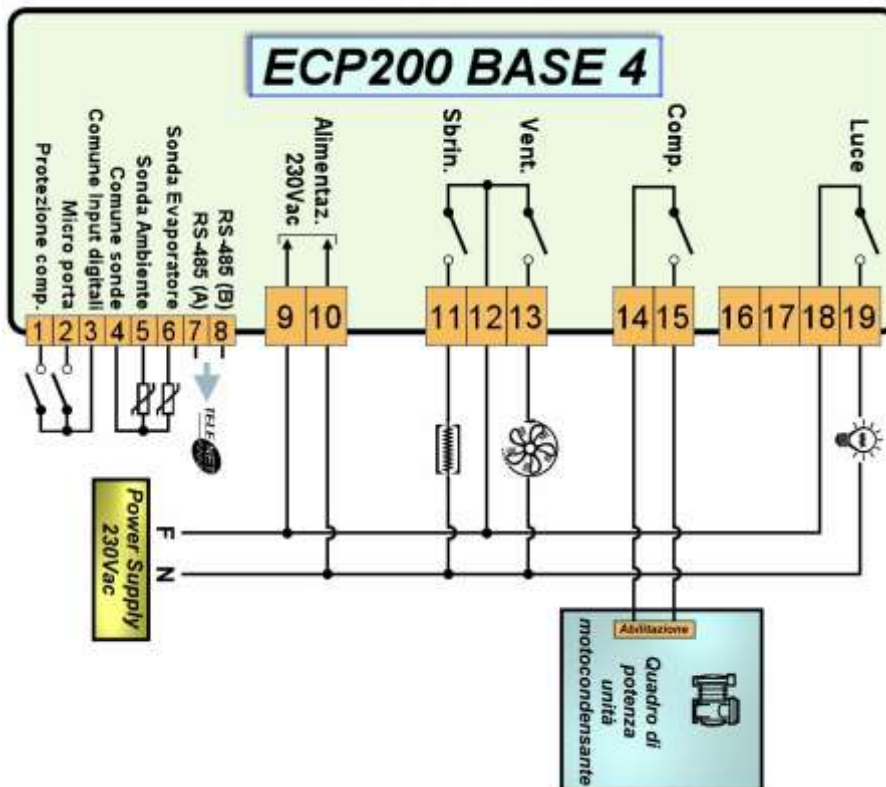 ECP200 BASE 4
Protezione comp.
Micro porta
Comune Input digitali
Comune sonde
Sonda Ambiente
Sonda Evaporatore
RS-485 (A)
RS-485 (B)
Alimentaz.
230Vac
Sbrin.
Vent.
Comp.
Luce
1 2 3 4 5 6 7 8
9 10
11 12 13
14 15
16 17 18 19
TELE
NET
Power Supply
230Vac
F
N
Abilitazione
Quadro di
potenza
unità
motocondensante